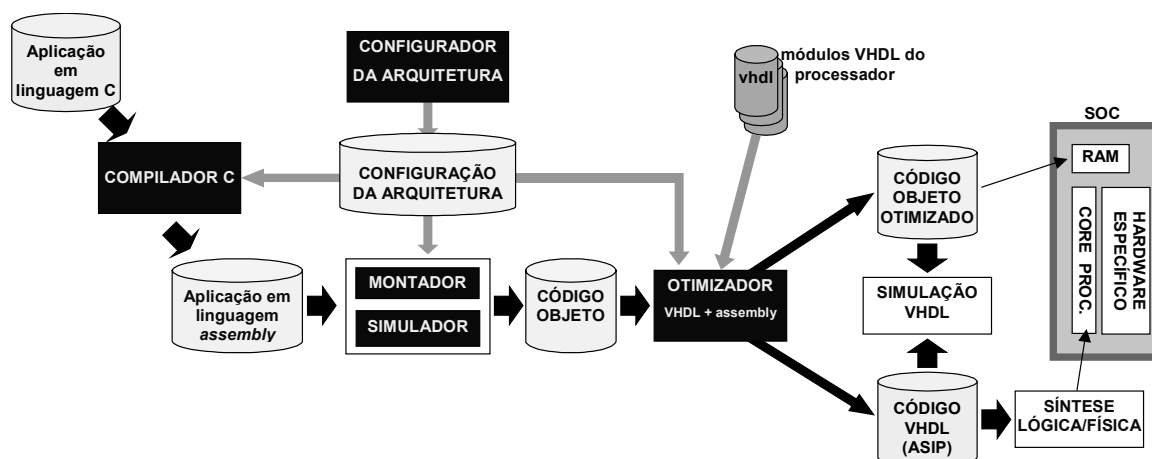 Aplicação
em
linguagem C
CONFIGURADOR
DA ARQUITETURA
vhdl
módulos VHDL do
processador
SOC
RAM
CORE PROC.
HARDWARE
ESPECÍFICO
COMPILADOR C
CONFIGURAÇÃO
DA ARQUITETURA
CÓDIGO
OBJETO
OTIMIZADO
Aplicação em
linguagem
assembly
MONTADOR
SIMULADOR
CÓDIGO
OBJETO
OTIMIZADOR
VHDL + assembly
SIMULAÇÃO
VHDL
CÓDIGO
VHDL
(ASIP)
SÍNTESE
LÓGICA/FÍSICA